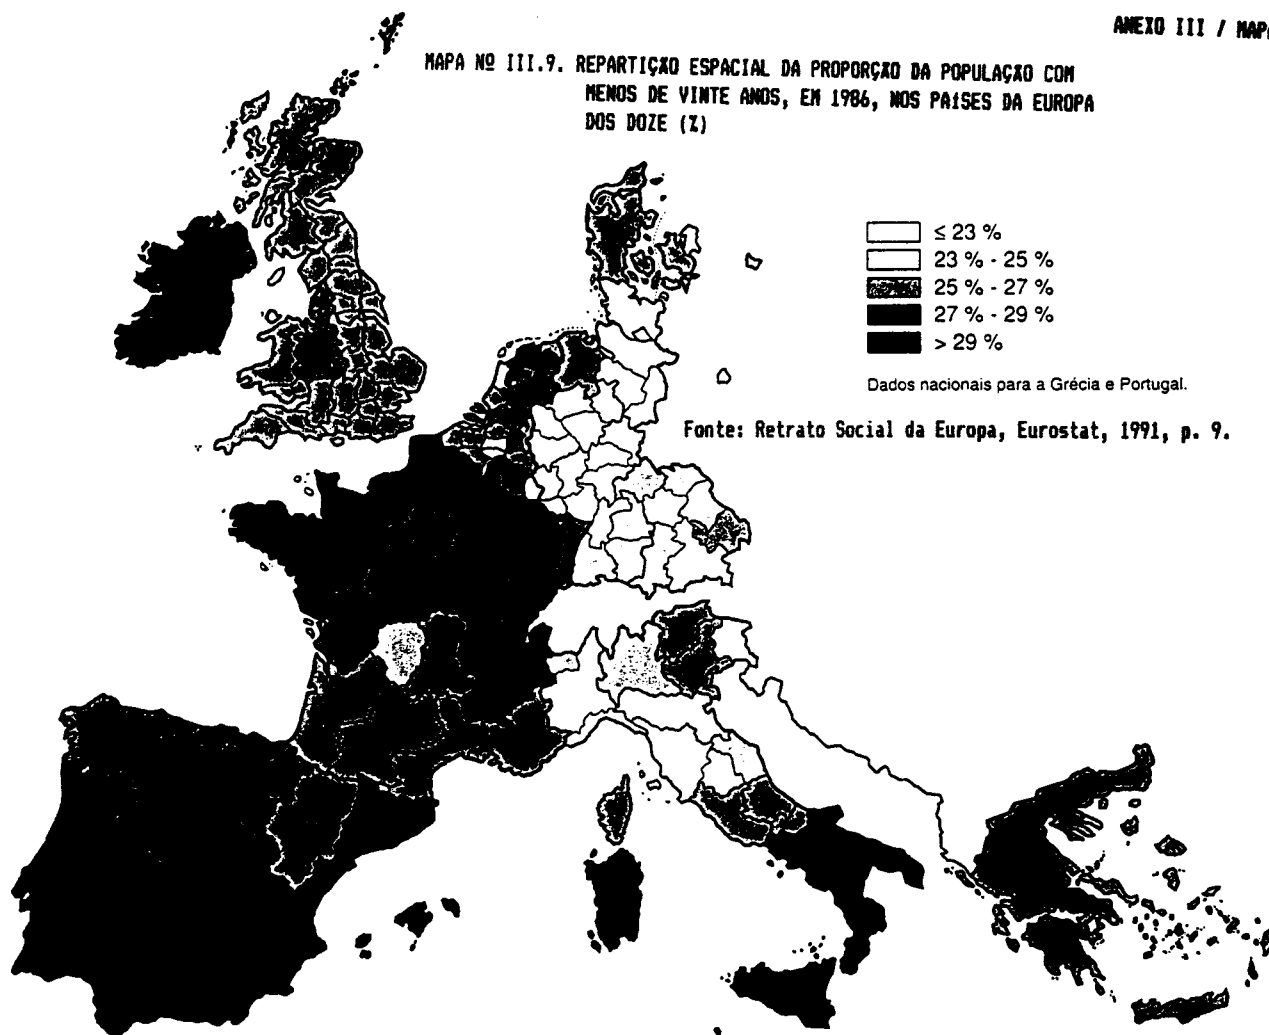 ANEXO III / MAPA
MAPA Nº III.9. REPARTIÇÃO ESPACIAL DA PROPORÇÃO DA POPULAÇÃO COM
MENOS DE VINTE ANOS, EM 1986, NOS PAÍSES DA EUROPA
DOS DOZE (%)
≤ 23 %
23 % - 25 %
25 % - 27 %
27 % - 29 %
> 29 %
Dados nacionais para a Grécia e Portugal.
Fonte: Retrato Social da Europa, Eurostat, 1991, p. 9.